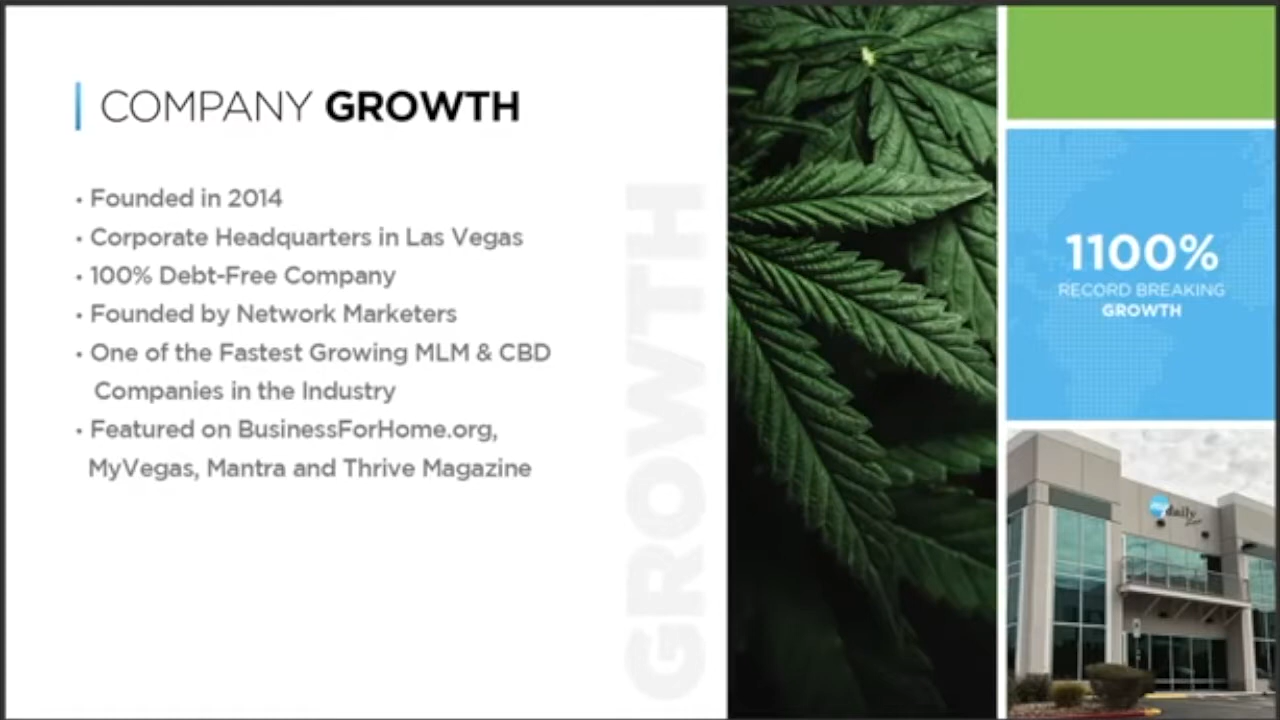 COMPANY GROWTH
• Founded in 2014
• Corporate Headquarters in Las Vegas
• 100% Debt-Free Company
• Founded by Network Marketers
• One of the Fastest Growing MLM & CBD
Companies in the Industry
• Featured on BusinessForHome.org,
MyVegas, Mantra and Thrive Magazine
GROWTH
1100%
RECORD BREAKING
GROWTH
daily